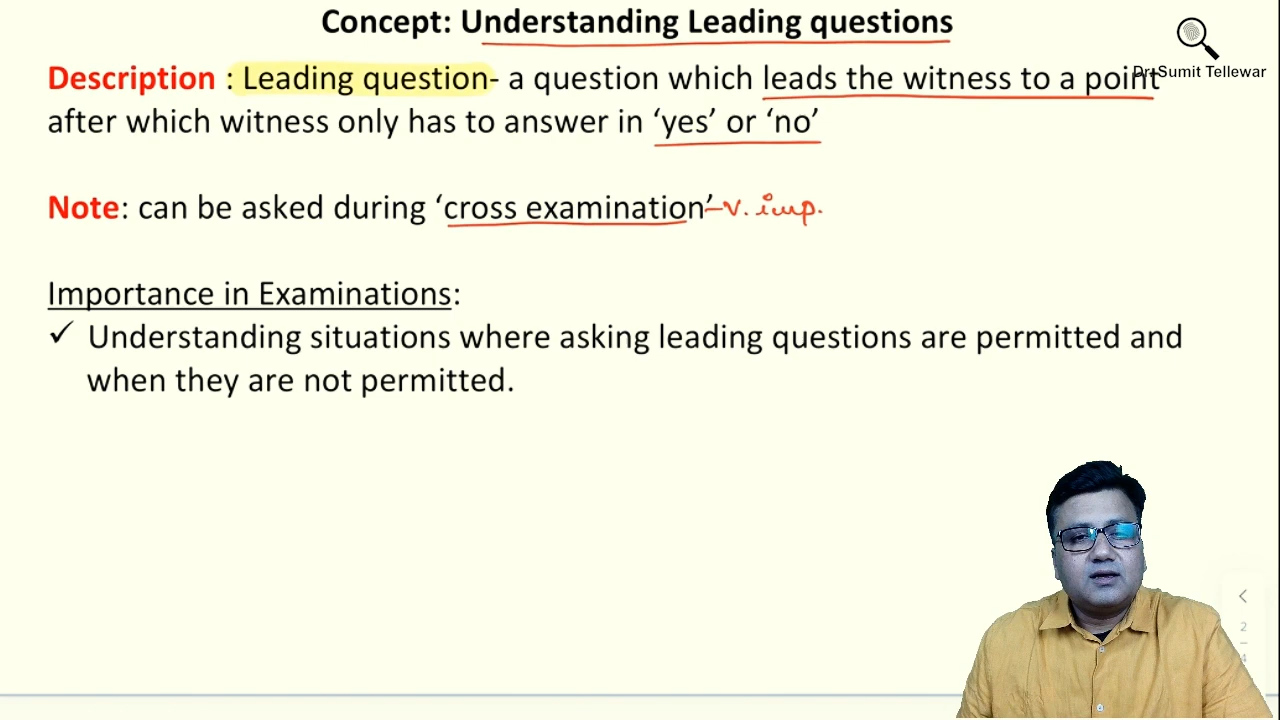 Concept: Understanding Leading questions
Dr. Sumit Tellewar
Description : Leading question- a question which leads the witness to a point
after which witness only has to answer in ‘yes’ or ‘no’
Note: can be asked during ‘cross examination’ – v. imp.
Importance in Examinations:
✓ Understanding situations where asking leading questions are permitted and
when they are not permitted.
2
4